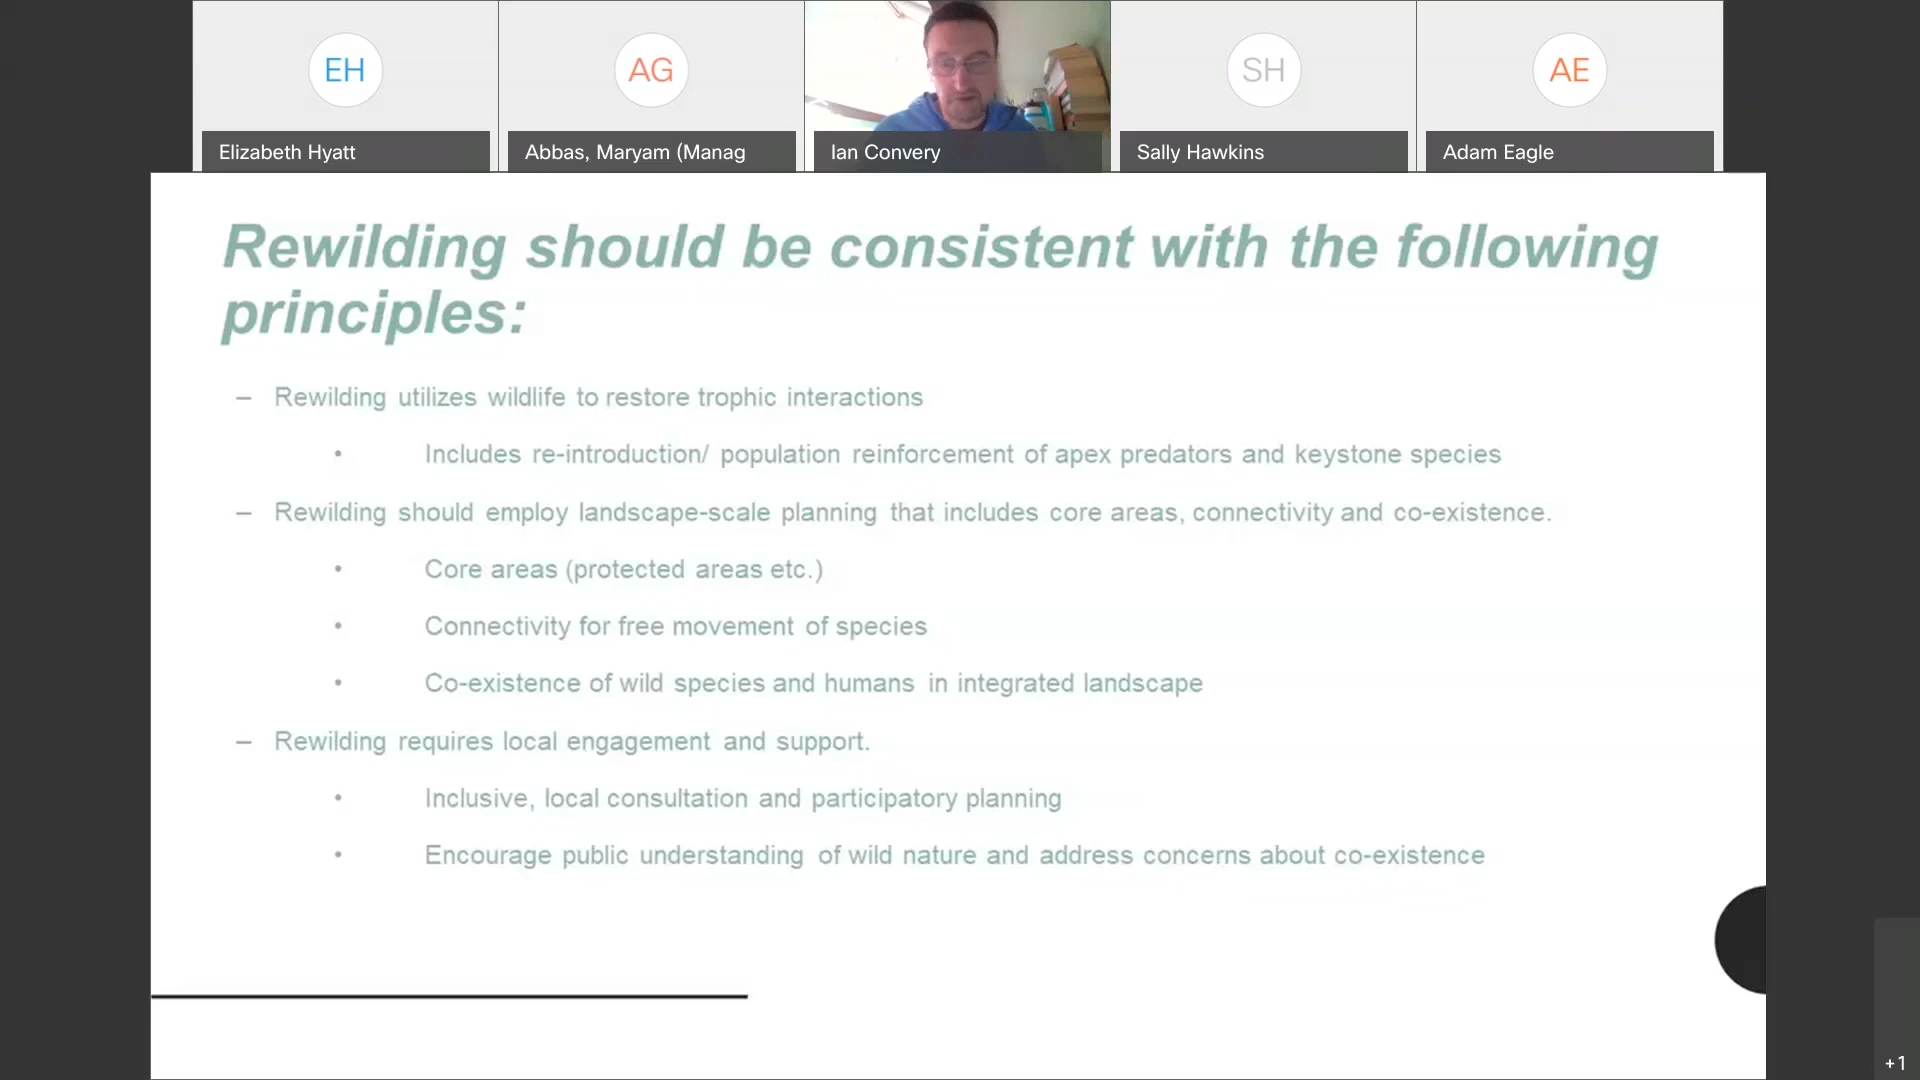 EH
AG
SH
AE
Elizabeth Hyatt
Abbas, Maryam (Manag
Ian Convery
Sally Hawkins
Adam Eagle
Rewilding should be consistent with the following
principles:
– Rewilding utilizes wildlife to restore trophic interactions
• Includes re-introduction/ population reinforcement of apex predators and keystone species
– Rewilding should employ landscape-scale planning that includes core areas, connectivity and co-existence.
• Core areas (protected areas etc.)
• Connectivity for free movement of species
• Co-existence of wild species and humans in integrated landscape
– Rewilding requires local engagement and support.
• Inclusive, local consultation and participatory planning
• Encourage public understanding of wild nature and address concerns about co-existence
+1